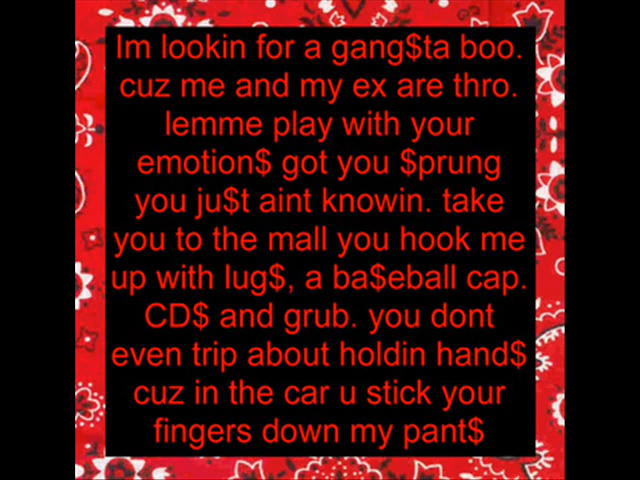 Im lookin for a gang$ta boo.
cuz me and my ex are thro.
lemme play with your
emotion$ got you $prung
you ju$t aint knowin. take
you to the mall you hook me
up with lug$, a ba$eball cap.
CD$ and grub. you dont
even trip about holdin hand$
cuz in the car u stick your
fingers down my pant$